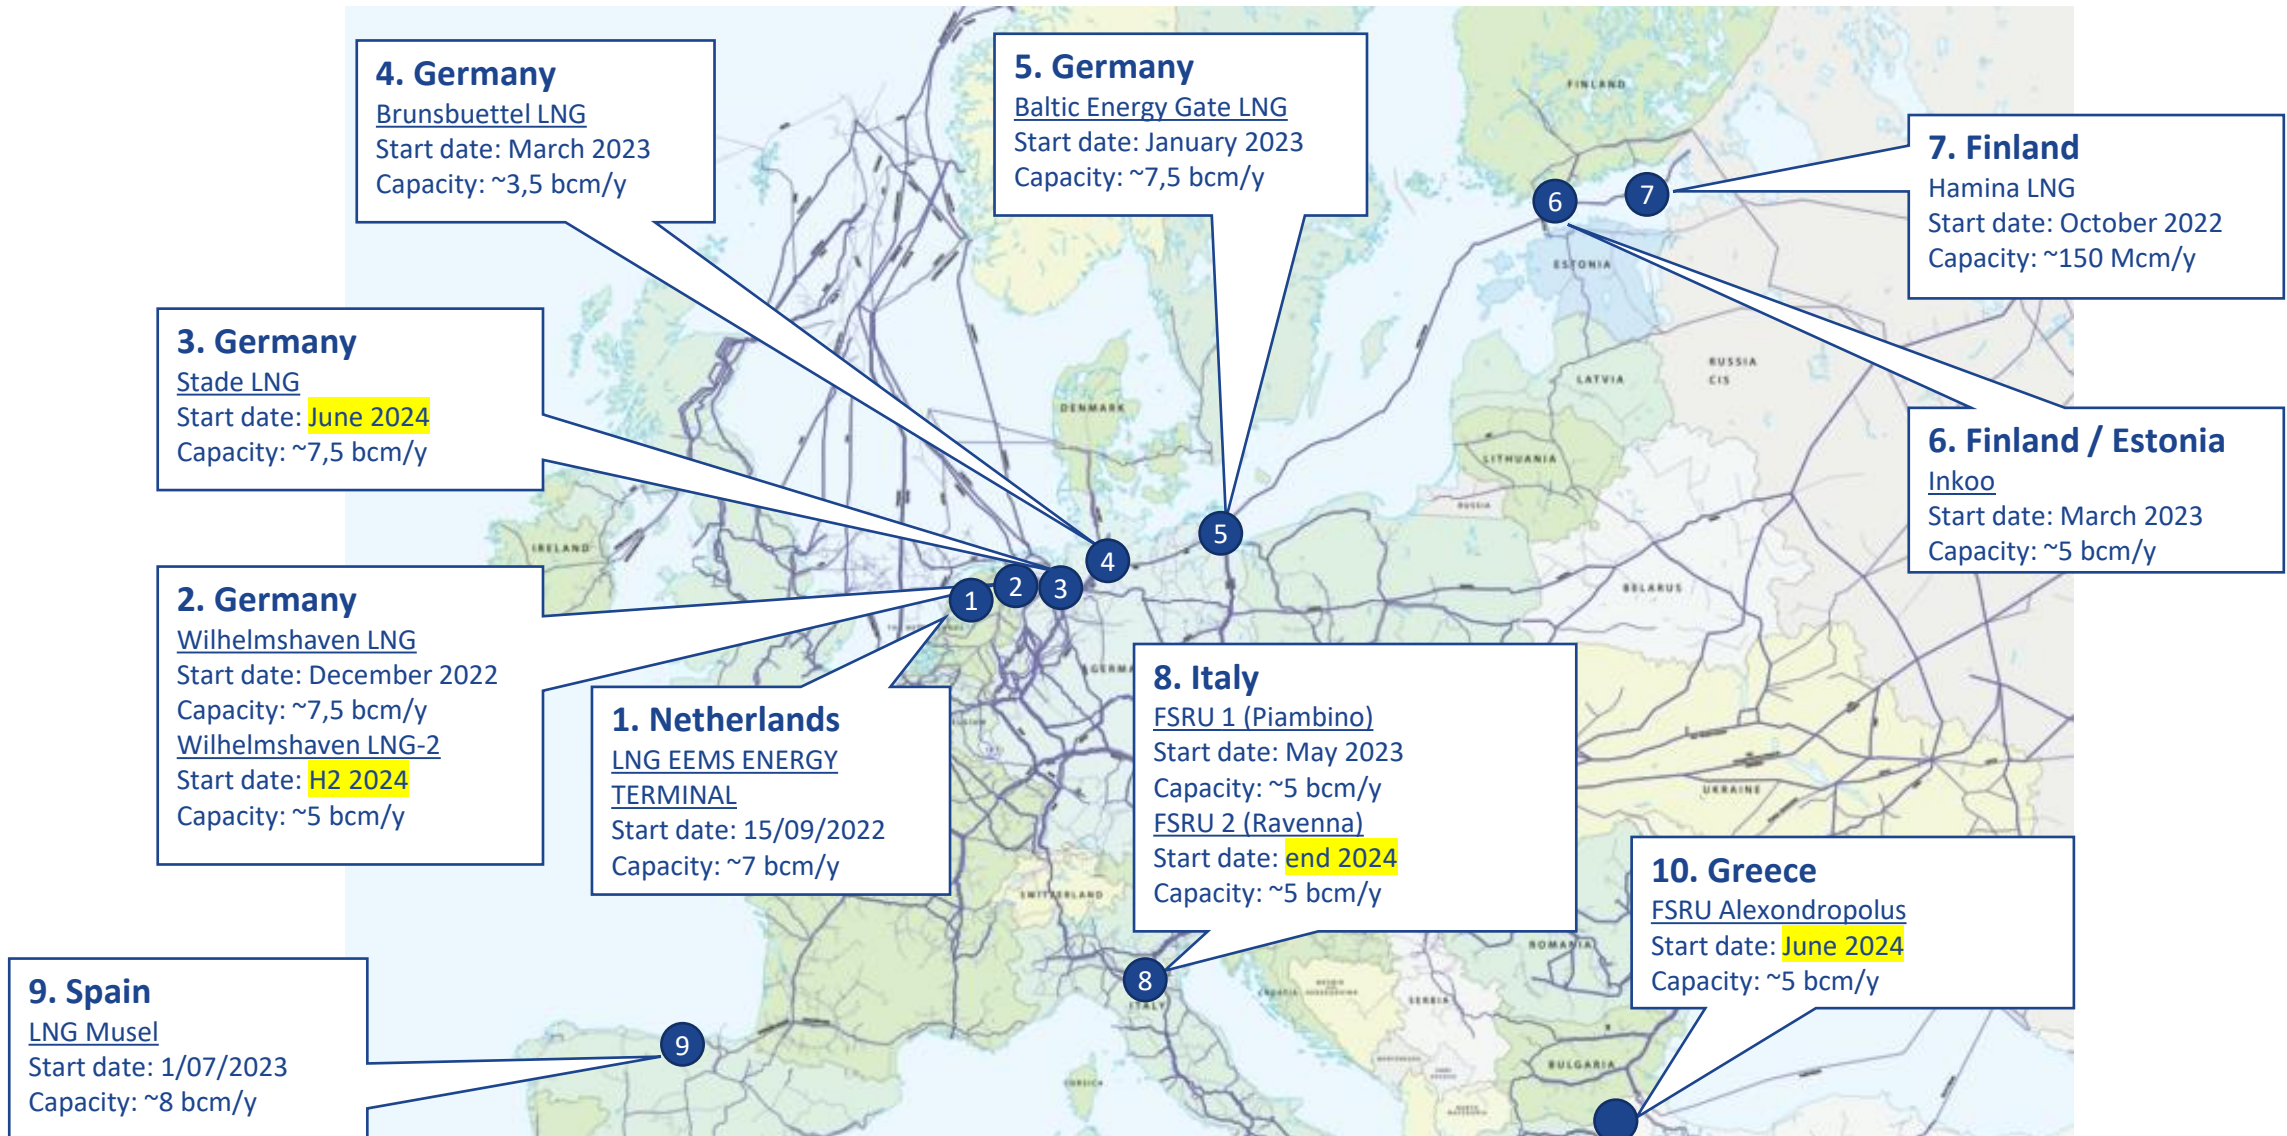 4. Germany
Brunsbuettel LNG
Start date: March 2023
Capacity: ~3,5 bcm/y
5. Germany
Baltic Energy Gate LNG
Start date: January 2023
Capacity: ~7,5 bcm/y
7. Finland
Hamina LNG
Start date: October 2022
Capacity: ~150 Mcm/y
3. Germany
Stade LNG
Start date: June 2024
Capacity: ~7,5 bcm/y
6. Finland / Estonia
Inkoo
Start date: March 2023
Capacity: ~5 bcm/y
2. Germany
Wilhelmshaven LNG
Start date: December 2022
Capacity: ~7,5 bcm/y
Wilhelmshaven LNG-2
Start date: H2 2024
Capacity: ~5 bcm/y
1. Netherlands
LNG EEMS ENERGY
TERMINAL
Start date: 15/09/2022
Capacity: ~7 bcm/y
8. Italy
FSRU 1 (Piambino)
Start date: May 2023
Capacity: ~5 bcm/y
FSRU 2 (Ravenna)
Start date: end 2024
Capacity: ~5 bcm/y
10. Greece
FSRU Alexondropolus
Start date: June 2024
Capacity: ~5 bcm/y
9. Spain
LNG Musel
Start date: 1/07/2023
Capacity: ~8 bcm/y
FINLAND
6
7
ESTONIA
RUSSIA
CIS
LATVIA
DENMARK
LITHUANIA
RUSSIA
IRELAND
5
4
3
2
1
BELARUS
UKRAINE
SWITZERLAND
ROMANIA
8
ITALY
CROATIA
SERBIA
9
CORSICA
BULGARIA